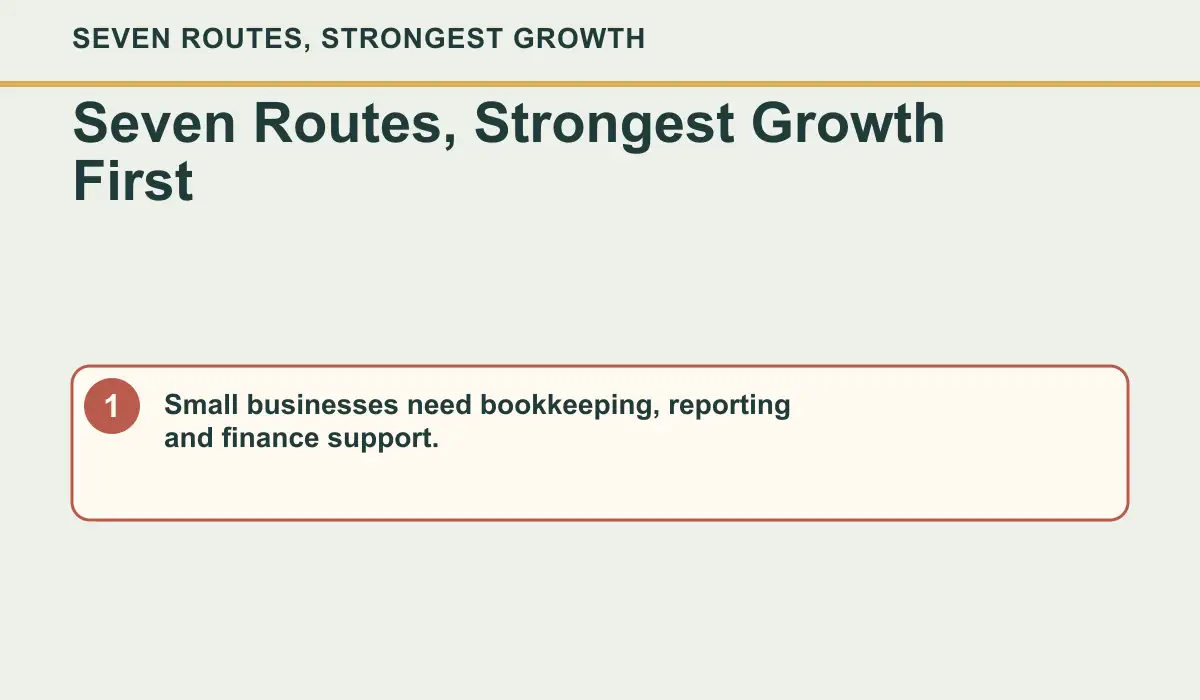 SEVEN ROUTES, STRONGEST GROWTH
Seven Routes, Strongest Growth
First
1
Small businesses need bookkeeping, reporting
and finance support.